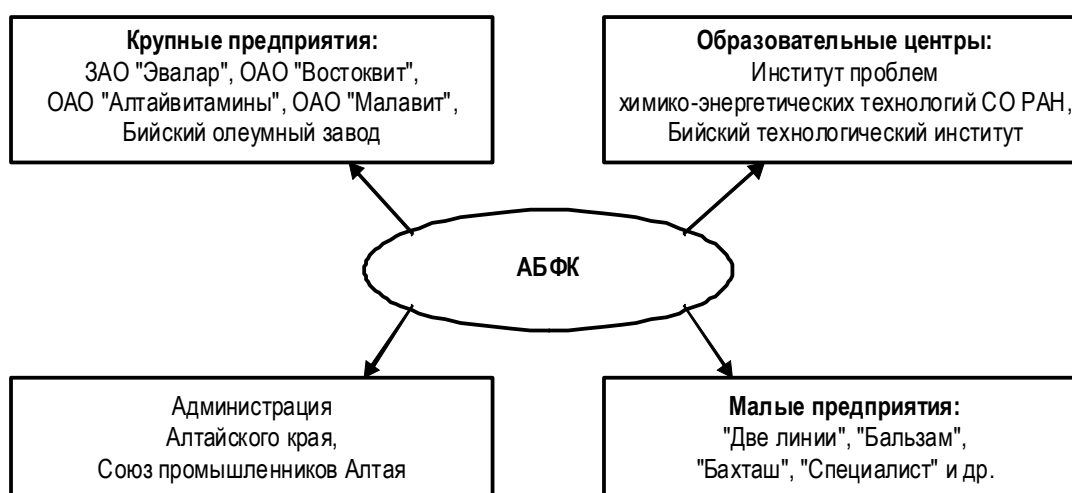 Крупные предприятия:
ЗАО "Эвалар", ОАО "Востоквит",
ОАО "Алтайвитамины", ОАО "Малавит",
Бийский олеумный завод
Образовательные центры:
Институт проблем
химико-энергетических технологий СО РАН,
Бийский технологический институт
АБФК
Администрация
Алтайского края,
Союз промышленников Алтая
Малые предприятия:
"Две линии", "Бальзам",
"Бахташ", "Специалист" и др.